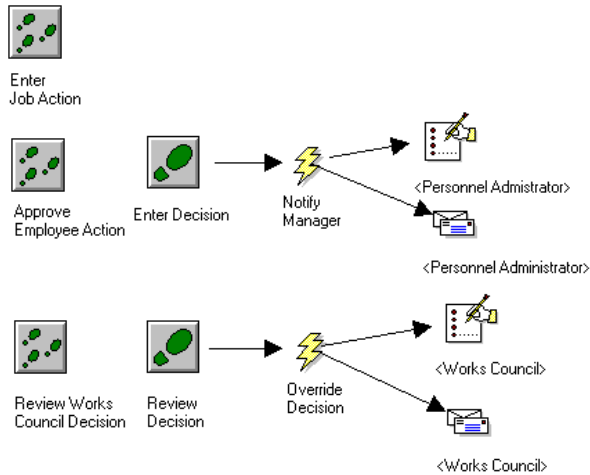 Enter
Job Action
Approve
Employee Action
Enter Decision
Notify
Manager
<Personnel Admistrator>
<Personnel Administrator>
Review Works
Council Decision
Review
Decision
Override
Decision
<Works Council>
<Works Council>